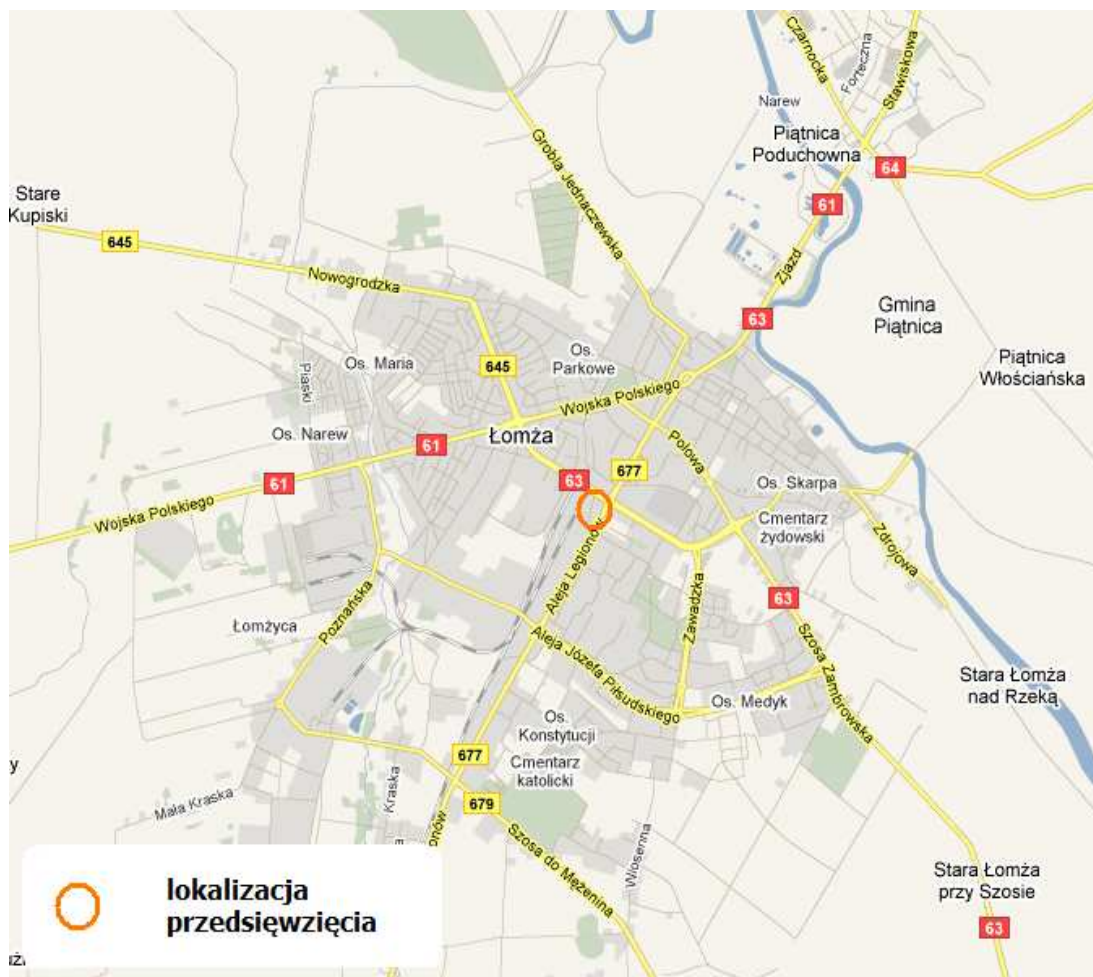 Czarnocka
Forteczna
Stawiskowa
Narew
Piątnica
Poduchowna
64
Grobla Jednaczewska
61
Stare
Kupiski
645
Zjazd
Nowogrodzka
63
Gmina
Piątnica
Os.
Parkowe
Os. Maria
645
Piątnica
Włościańska
Piaski
Wojska Polskiego
Os. Narew
61
Łomża
Polowa
677
63
61
Os. Skarpa
Wojska Polskiego
Cmentarz
żydowski
Zdrojowa
Aleja Legionów
Zawadzka
63
Poznańska
Łomżyca
Aleja Józefa Piłsudskiego
Szosa Zambrowska
Stara Łomża
nad Rzeką
Os. Medyk
Os.
Konstytucji
677
Cmentarz
katolicki
y
Kraska
Mała Kraska
679
onów
Szosa do Mężenina
Wiosenna
Stara Łomża
przy Szosie
63
lokalizacja
przedsięwzięcia